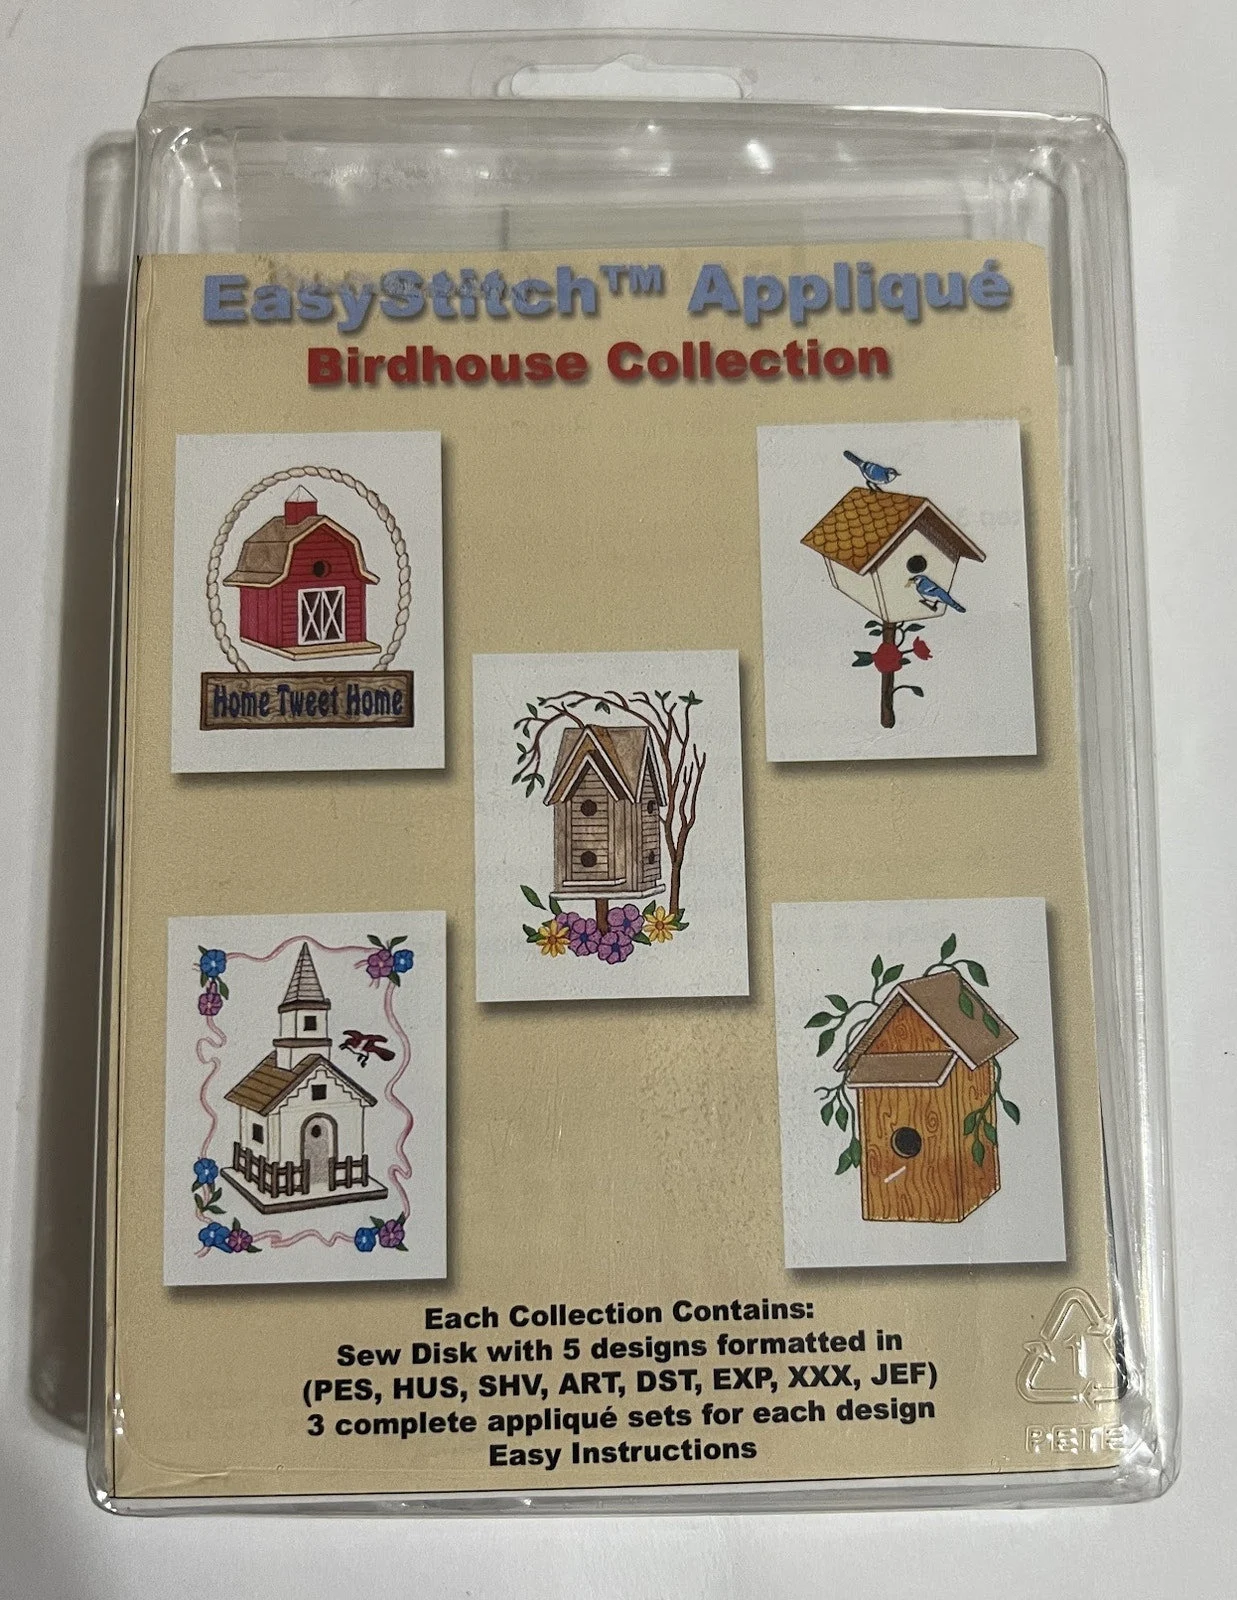 EasyStitch™ Appliqué
Birdhouse Collection
Home Tweet Home
Each Collection Contains:
Sew Disk with 5 designs formatted in
(PES, HUS, SHV, ART, DST, EXP, XXX, JEF)
3 complete appliqué sets for each design
Easy Instructions
1
PETE